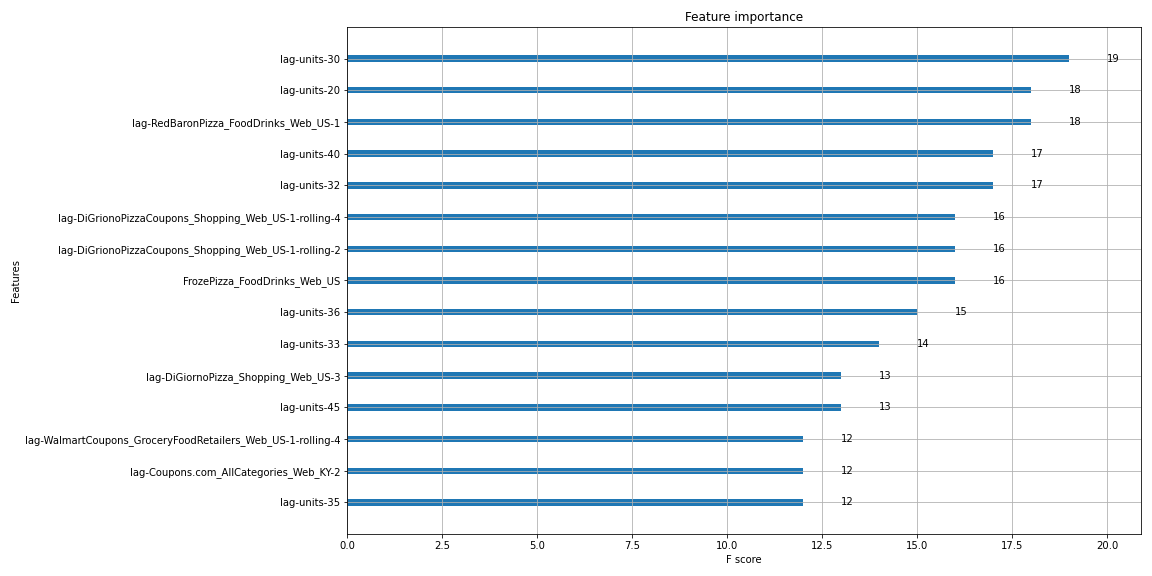 Feature importance
lag-units-30 19
lag-units-20 18
lag-RedBaronPizza_FoodDrinks_Web_US-1 18
lag-units-40 17
lag-units-32 17
lag-DiGrionoPizzaCoupons_Shopping_Web_US-1-rolling-4 16
lag-DiGrionoPizzaCoupons_Shopping_Web_US-1-rolling-2 16
FrozePizza_FoodDrinks_Web_US 16
lag-units-36 15
lag-units-33 14
lag-DiGiornoPizza_Shopping_Web_US-3 13
lag-units-45 13
lag-WalmartCoupons_GroceryFoodRetailers_Web_US-1-rolling-4 12
lag-Coupons.com_AllCategories_Web_KY-2 12
lag-units-35 12
Features
0.0 2.5 5.0 7.5 10.0 12.5 15.0 17.5 20.0
F score